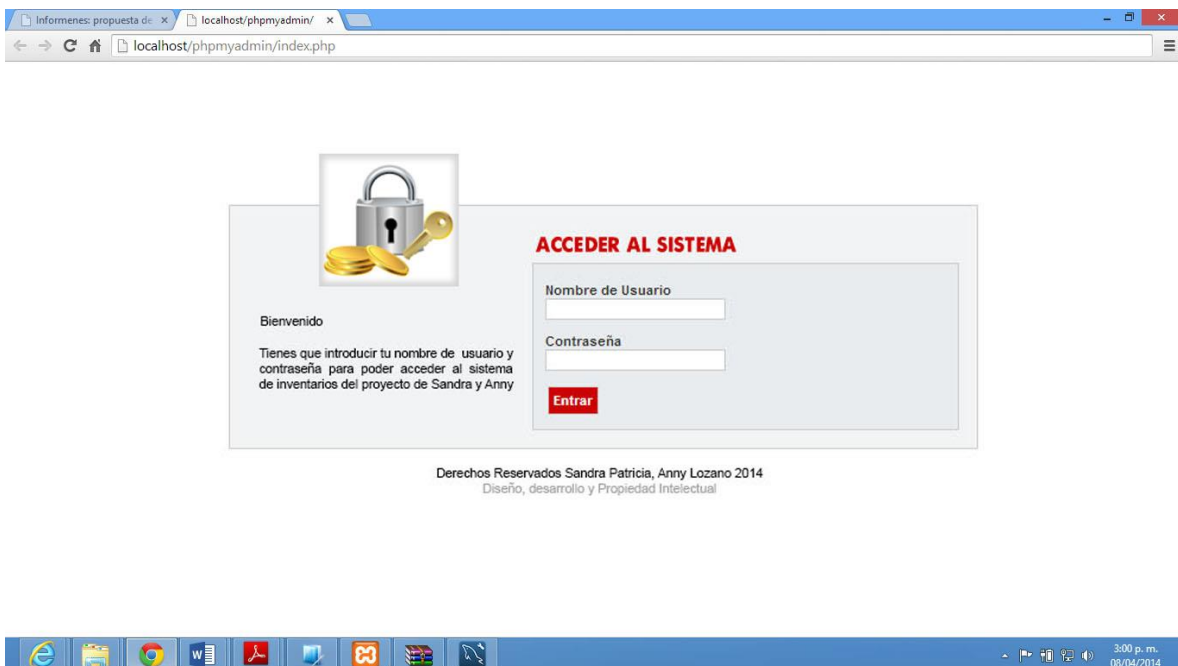 Informenes: propuesta de
localhost/phpmyadmin/
localhost/phpmyadmin/index.php
ACCEDER AL SISTEMA
Nombre de Usuario
Contraseña
Entrar
Bienvenido
Tienes que introducir tu nombre de usuario y
contraseña para poder acceder al sistema
de inventarios del proyecto de Sandra y Anny
Derechos Reservados Sandra Patricia, Anny Lozano 2014
Diseño, desarrollo y Propiedad Intelectual
3:00 p. m.
08/04/2014